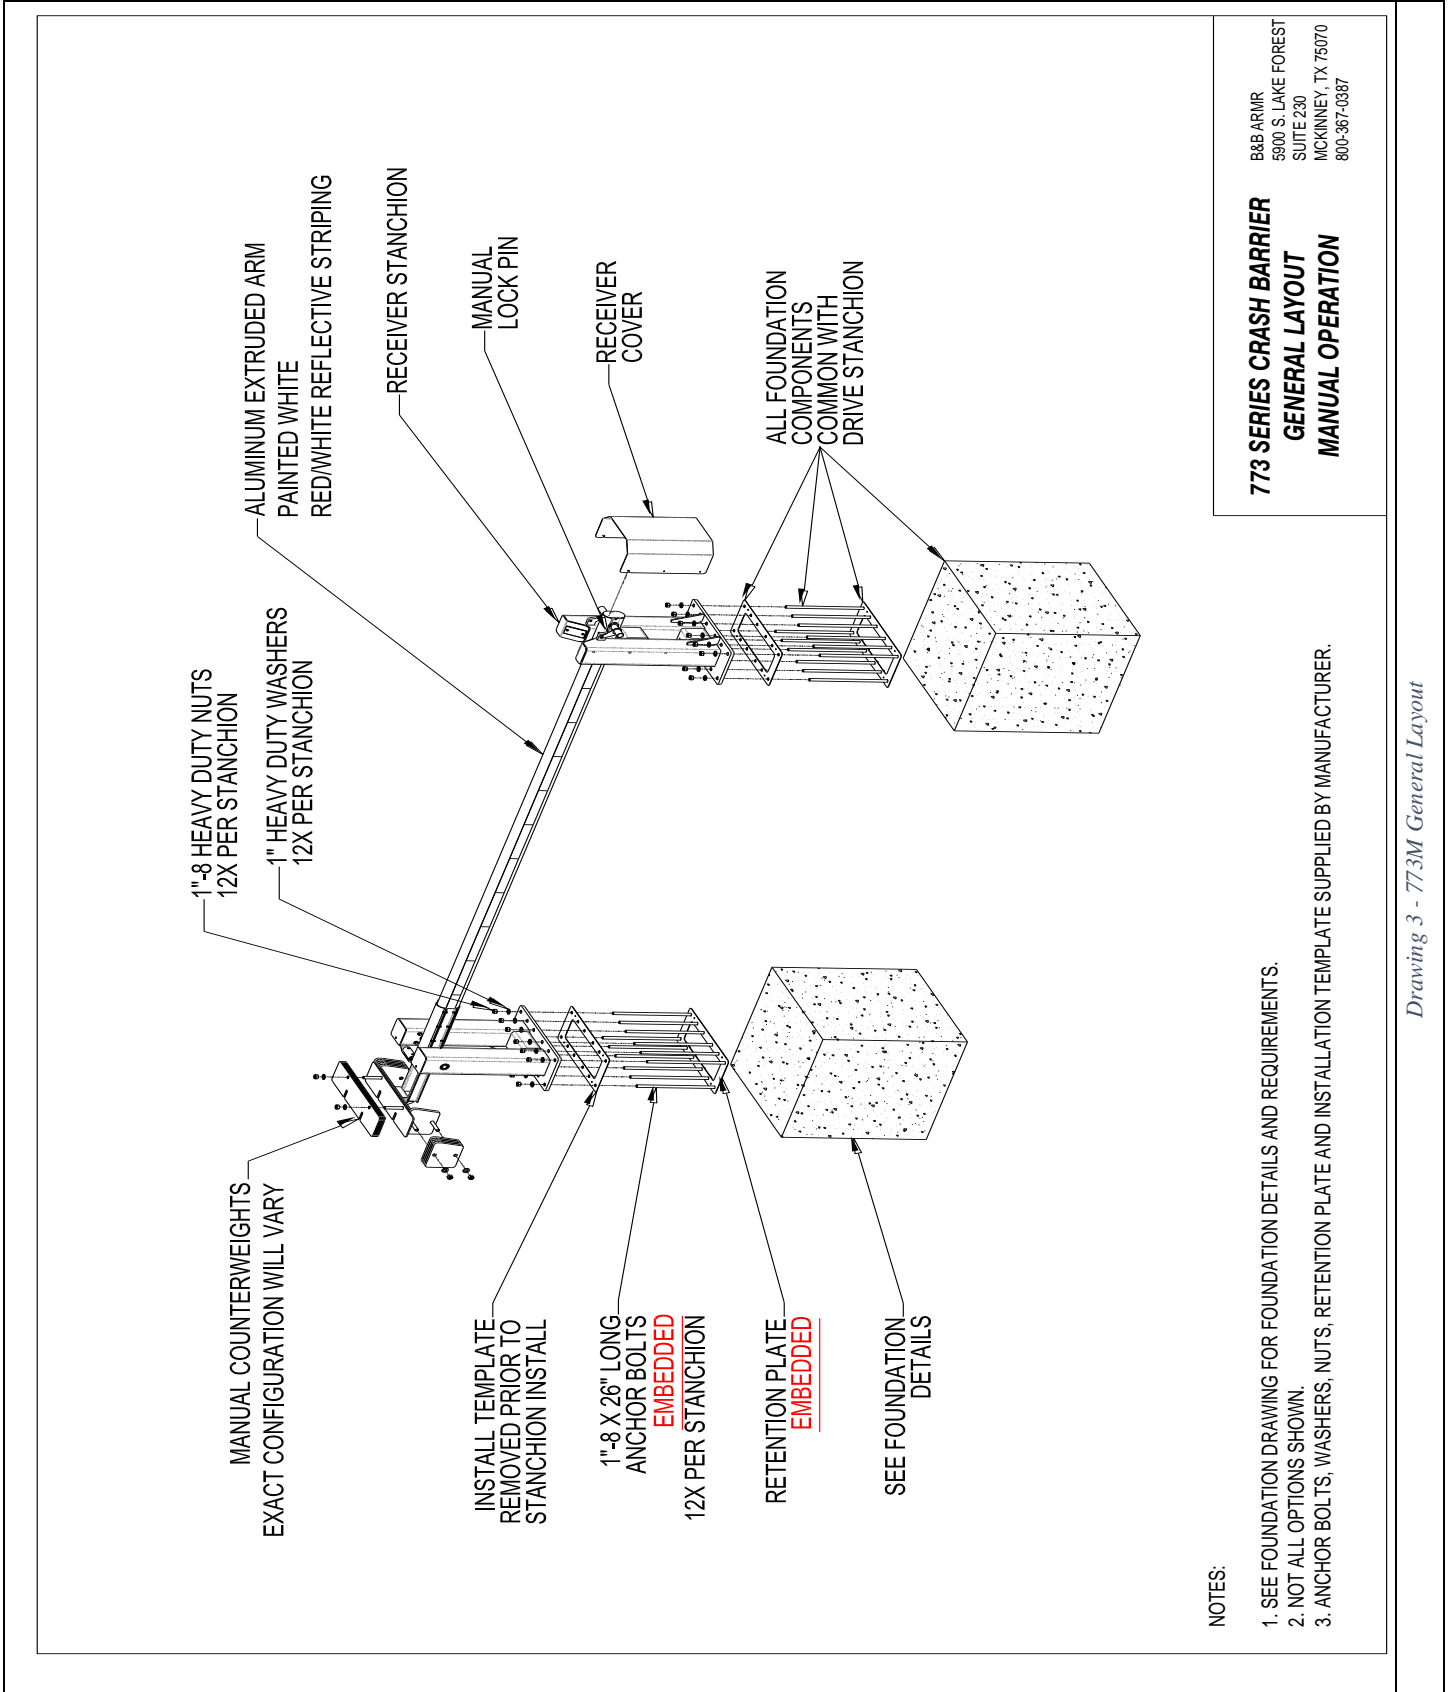 1"-8 HEAVY DUTY NUTS
12X PER STANCHION
1" HEAVY DUTY WASHERS
12X PER STANCHION
ALUMINUM EXTRUDED ARM
PAINTED WHITE
RED/WHITE REFLECTIVE STRIPING
RECEIVER STANCHION
MANUAL
LOCK PIN
RECEIVER
COVER
ALL FOUNDATION
COMPONENTS
COMMON WITH
DRIVE STANCHION
MANUAL COUNTERWEIGHTS
EXACT CONFIGURATION WILL VARY
INSTALL TEMPLATE
REMOVED PRIOR TO
STANCHION INSTALL
1"-8 X 26" LONG
ANCHOR BOLTS
EMBEDDED
12X PER STANCHION
RETENTION PLATE
EMBEDDED
SEE FOUNDATION
DETAILS
NOTES:
1. SEE FOUNDATION DRAWING FOR FOUNDATION DETAILS AND REQUIREMENTS.
2. NOT ALL OPTIONS SHOWN.
3. ANCHOR BOLTS, WASHERS, NUTS, RETENTION PLATE AND INSTALLATION TEMPLATE SUPPLIED BY MANUFACTURER.
773 SERIES CRASH BARRIER
GENERAL LAYOUT
MANUAL OPERATION
B&B ARMR
5900 S. LAKE FOREST
SUITE 230
MCKINNEY, TX 75070
800-367-0387
Drawing 3 - 773M General Layout